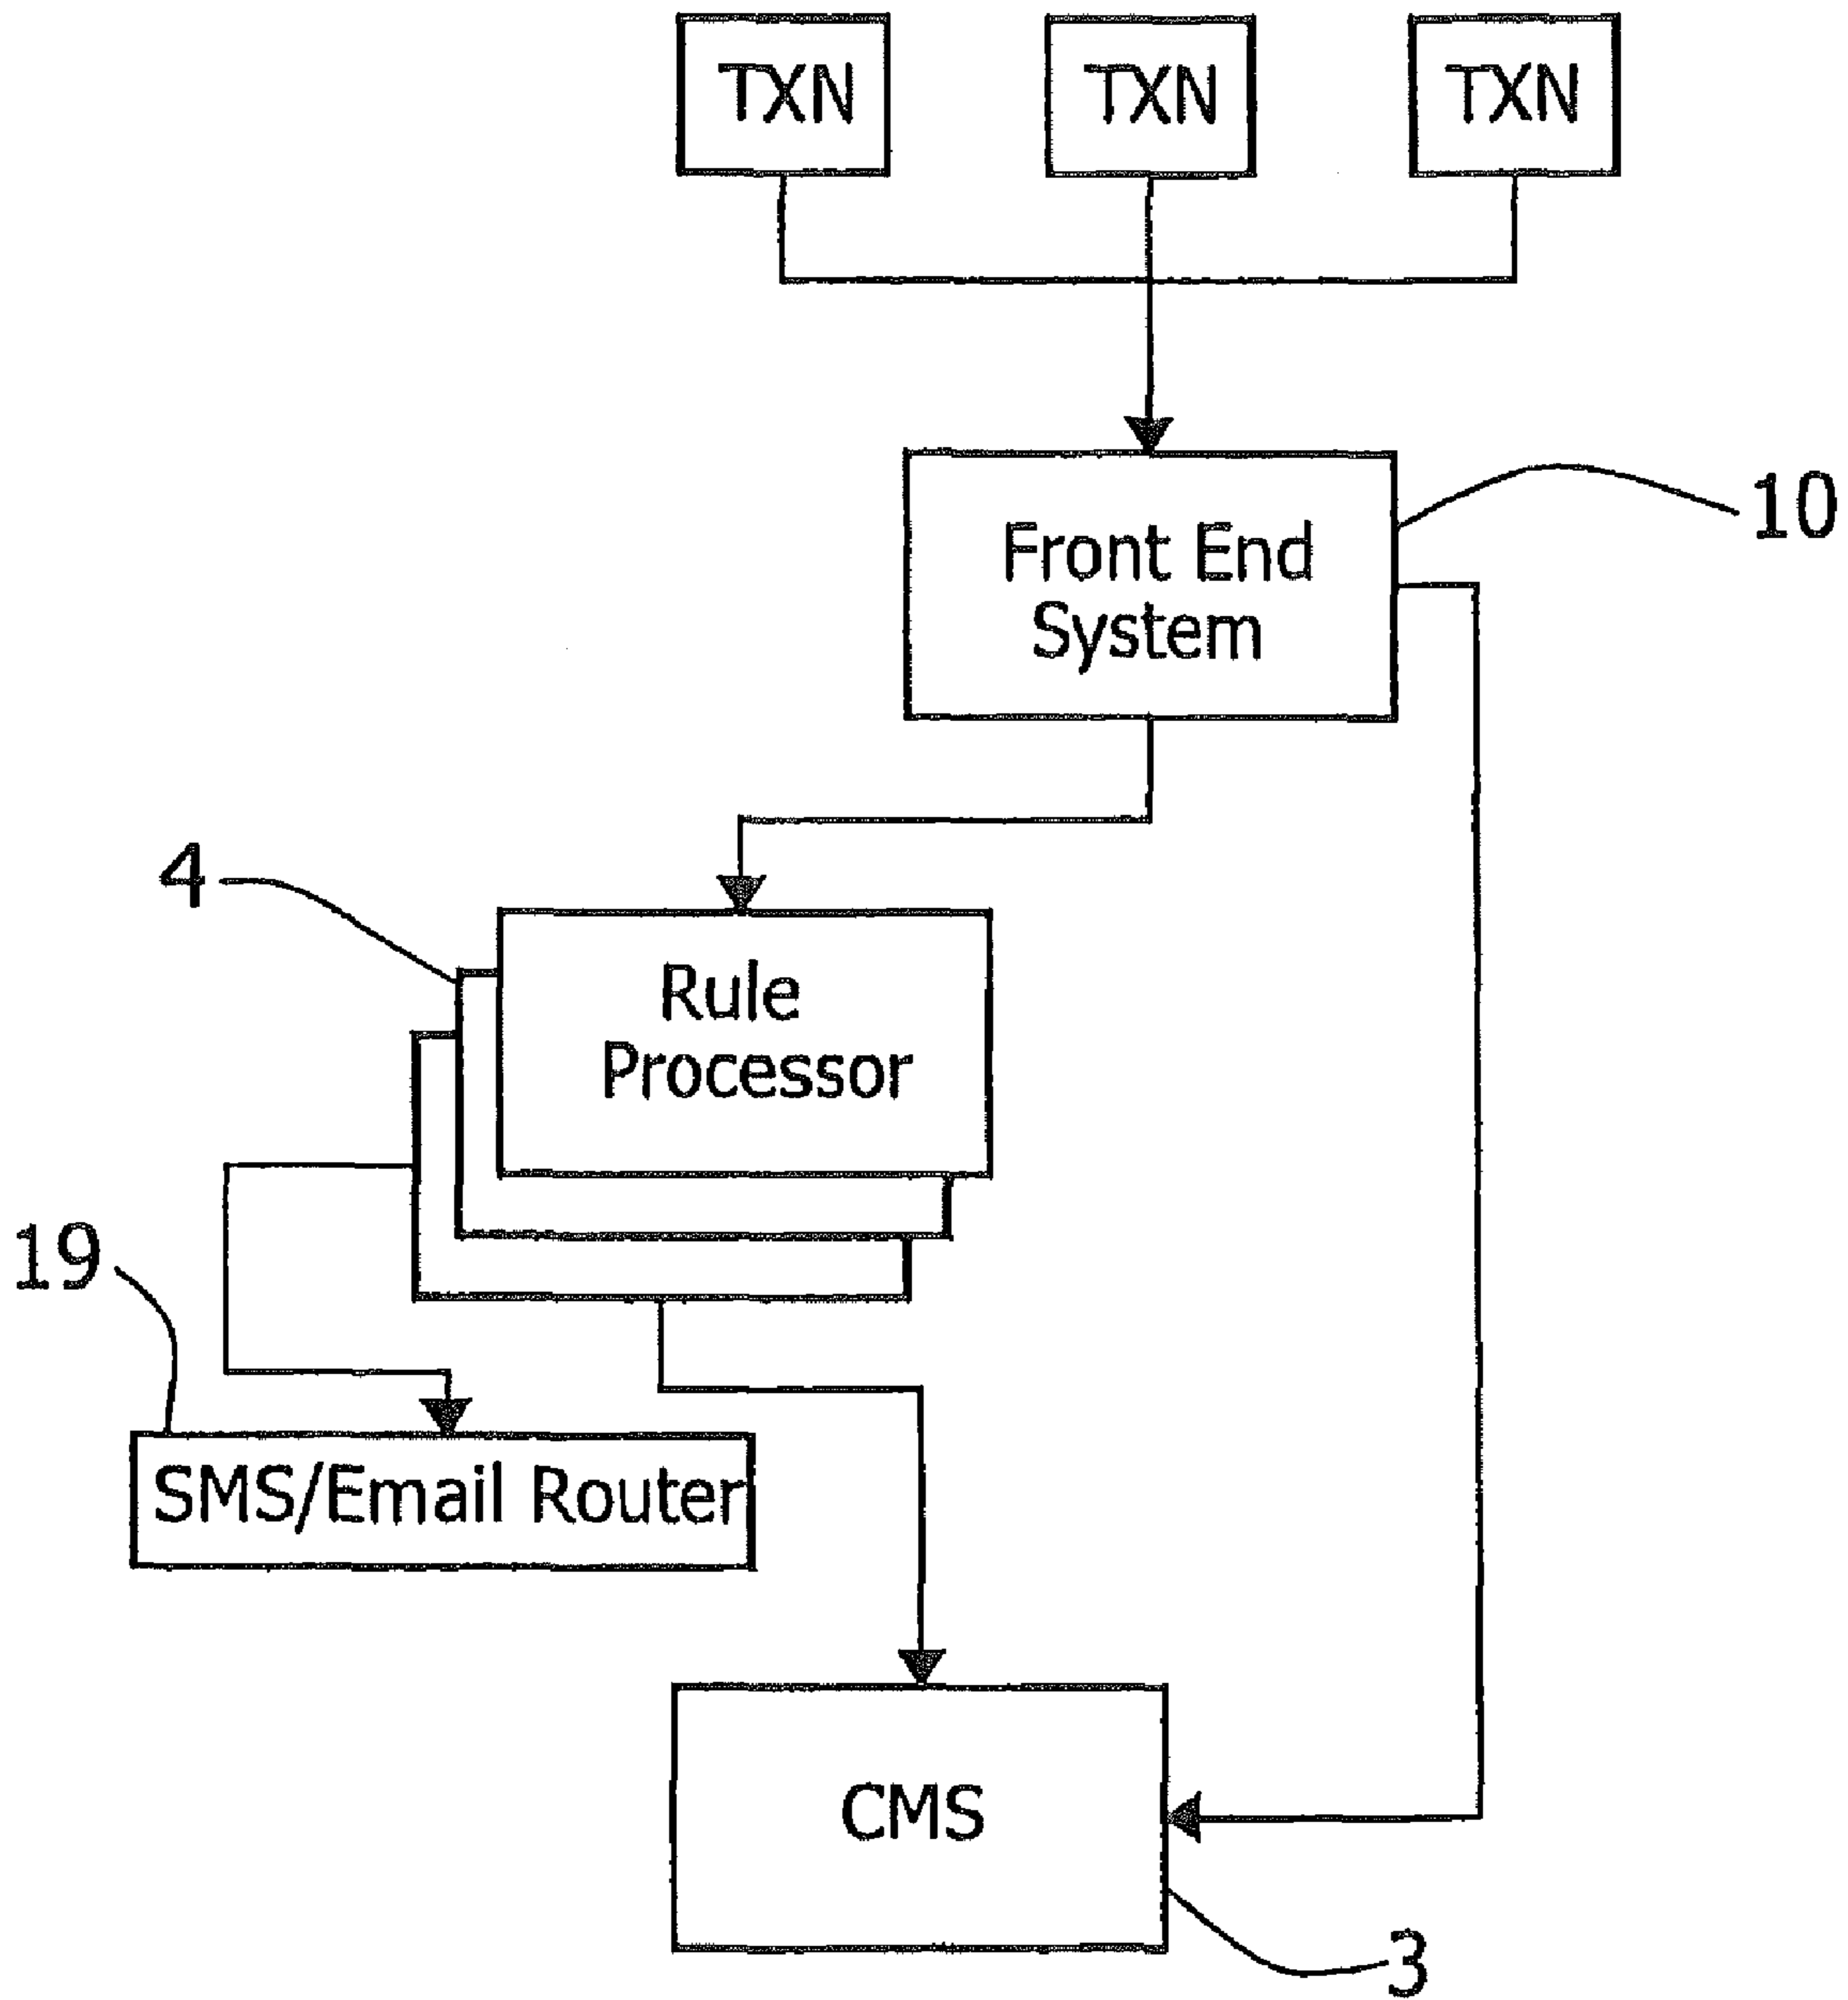 TXN
TXN
TXN
10
Front End
System
4
Rule
Processor
19
SMS/Email Router
CMS
3